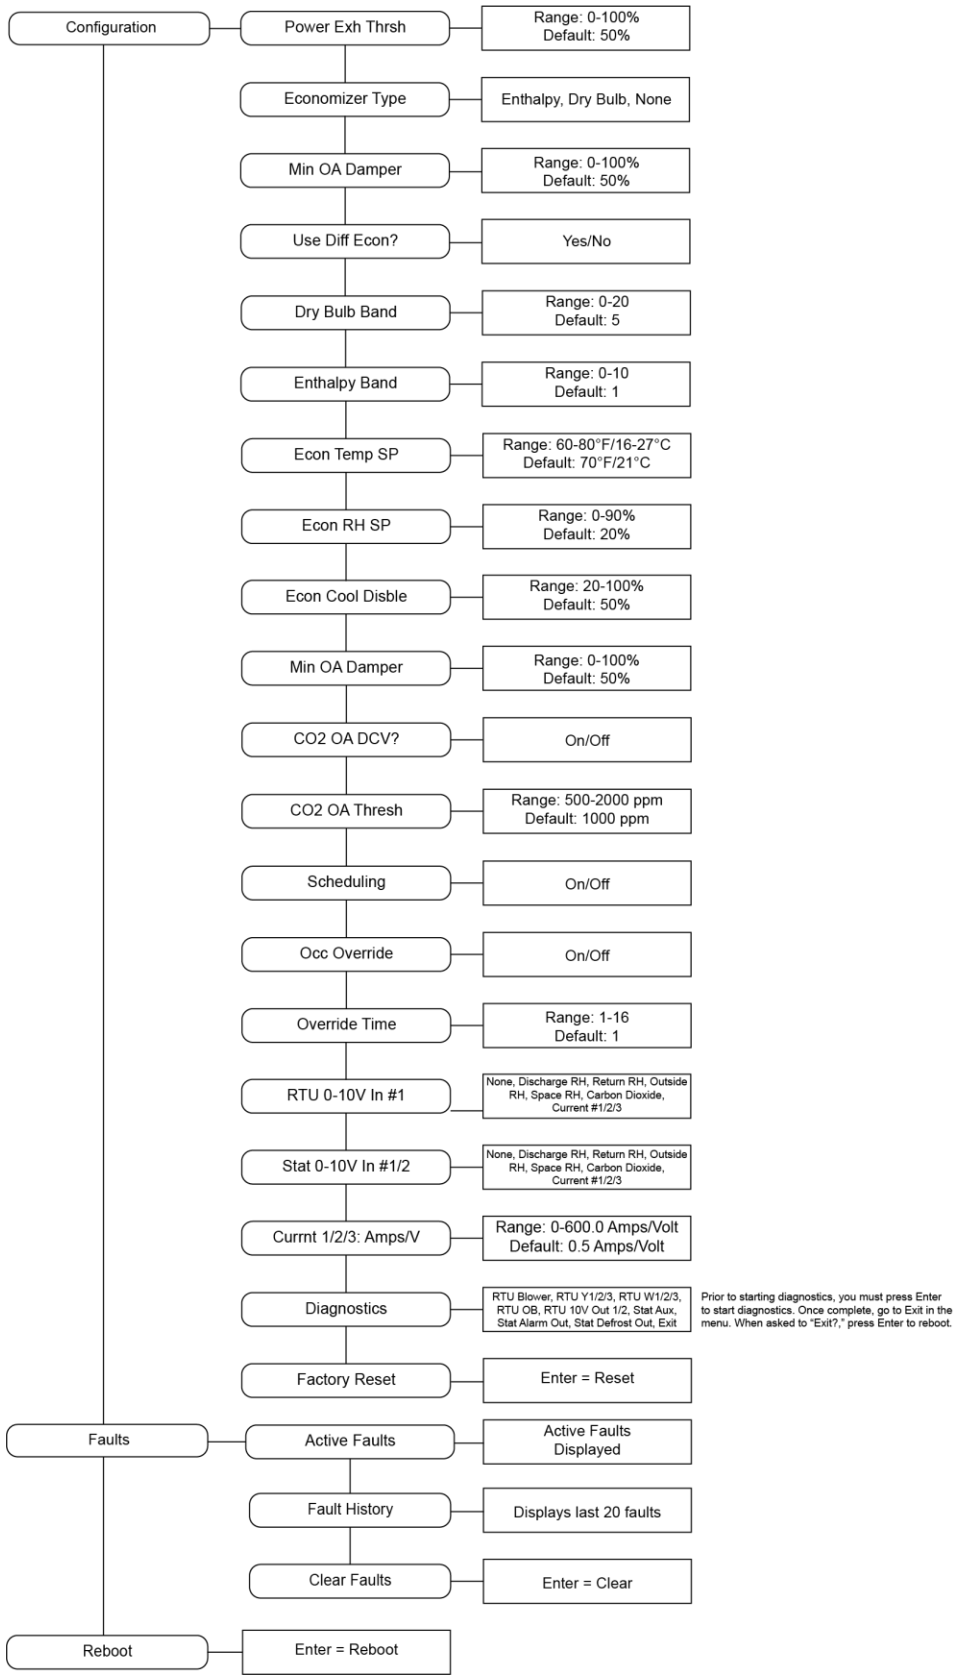 Configuration
Power Exh Thrsh
Range: 0-100%
Default: 50%
Economizer Type
Enthalpy, Dry Bulb, None
Min OA Damper
Range: 0-100%
Default: 50%
Use Diff Econ?
Yes/No
Dry Bulb Band
Range: 0-20
Default: 5
Enthalpy Band
Range: 0-10
Default: 1
Econ Temp SP
Range: 60-80°F/16-27°C
Default: 70°F/21°C
Econ RH SP
Range: 0-90%
Default: 20%
Econ Cool Disble
Range: 20-100%
Default: 50%
Min OA Damper
Range: 0-100%
Default: 50%
CO2 OA DCV?
On/Off
CO2 OA Thresh
Range: 500-2000 ppm
Default: 1000 ppm
Scheduling
On/Off
Occ Override
On/Off
Override Time
Range: 1-16
Default: 1
RTU 0-10V In #1
None, Discharge RH, Return RH, Outside
RH, Space RH, Carbon Dioxide,
Current #1/2/3
Stat 0-10V In #1/2
None, Discharge RH, Return RH, Outside
RH, Space RH, Carbon Dioxide,
Current #1/2/3
Currnt 1/2/3: Amps/V
Range: 0-600.0 Amps/Volt
Default: 0.5 Amps/Volt
Diagnostics
RTU Blower, RTU Y1/2/3, RTU W1/2/3,
RTU OB, RTU 10V Out 1/2, Stat Aux,
Stat Alarm Out, Stat Defrost Out, Exit
Prior to starting diagnostics, you must press Enter
to start diagnostics. Once complete, go to Exit in the
menu. When asked to “Exit?,” press Enter to reboot.
Factory Reset
Enter = Reset
Faults
Active Faults
Active Faults
Displayed
Fault History
Displays last 20 faults
Clear Faults
Enter = Clear
Reboot
Enter = Reboot